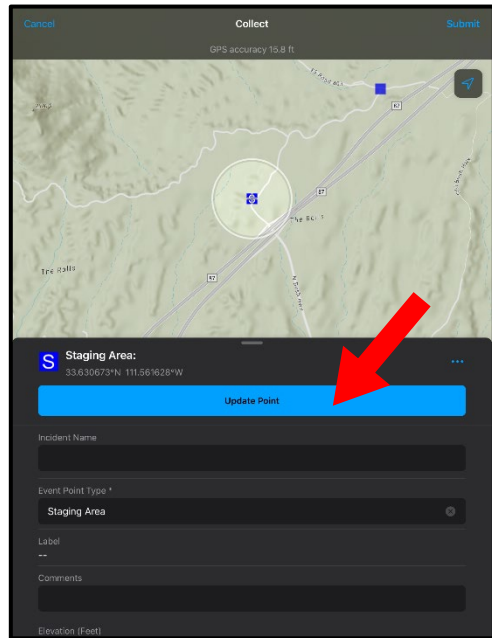 Cancel
Collect
Submit
GPS accuracy 15.8 ft
87
87
The Rolls
87
S
Staging Area:
33.630673°N 111.561628°W
Update Point
Incident Name
Event Point Type *
Staging Area
Label
--
Comments
Elevation (Feet)